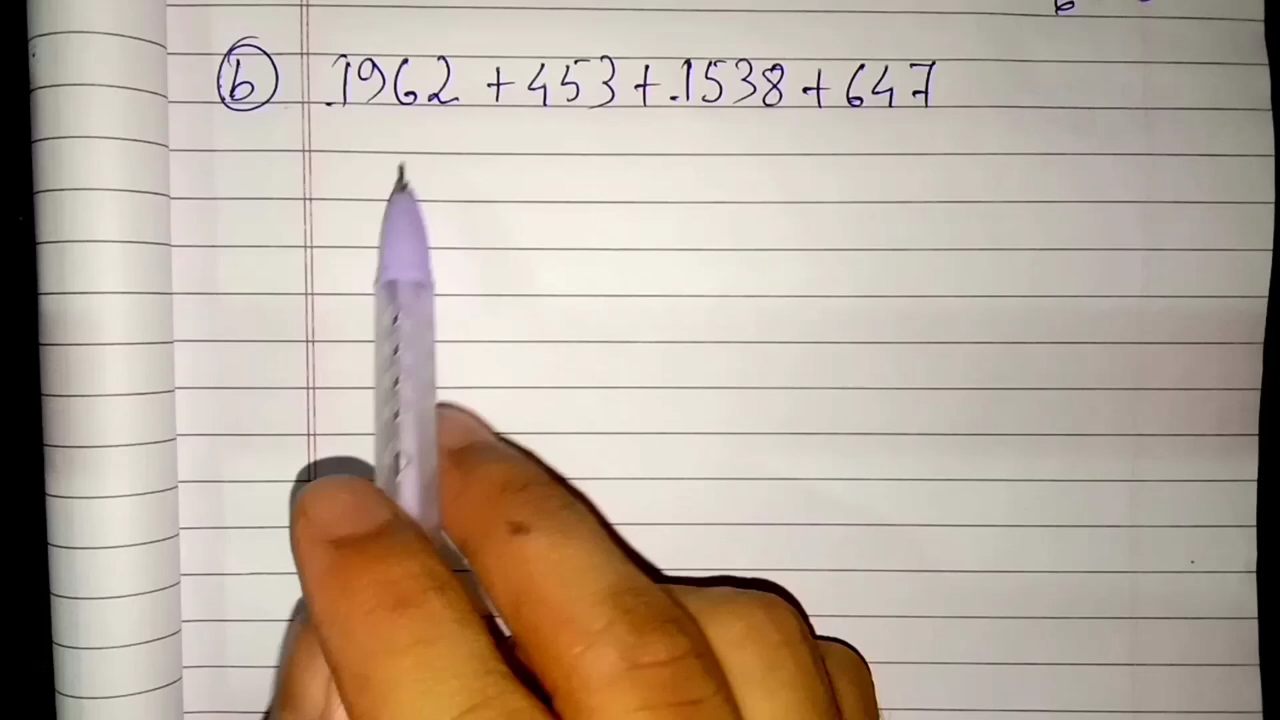 ⓑ 1962 + 453 + 1538 + 647